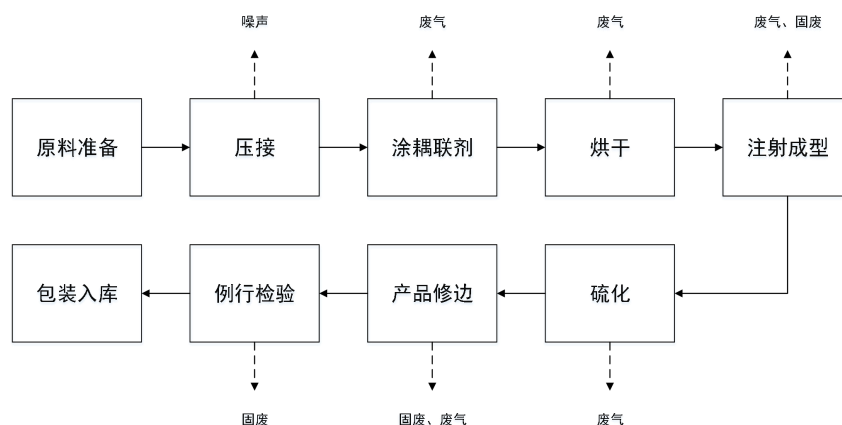 噪声
废气
废气
废气、固废
原料准备
压接
涂耦联剂
烘干
注射成型
包装入库
例行检验
产品修边
硫化
固废
固废、废气
废气